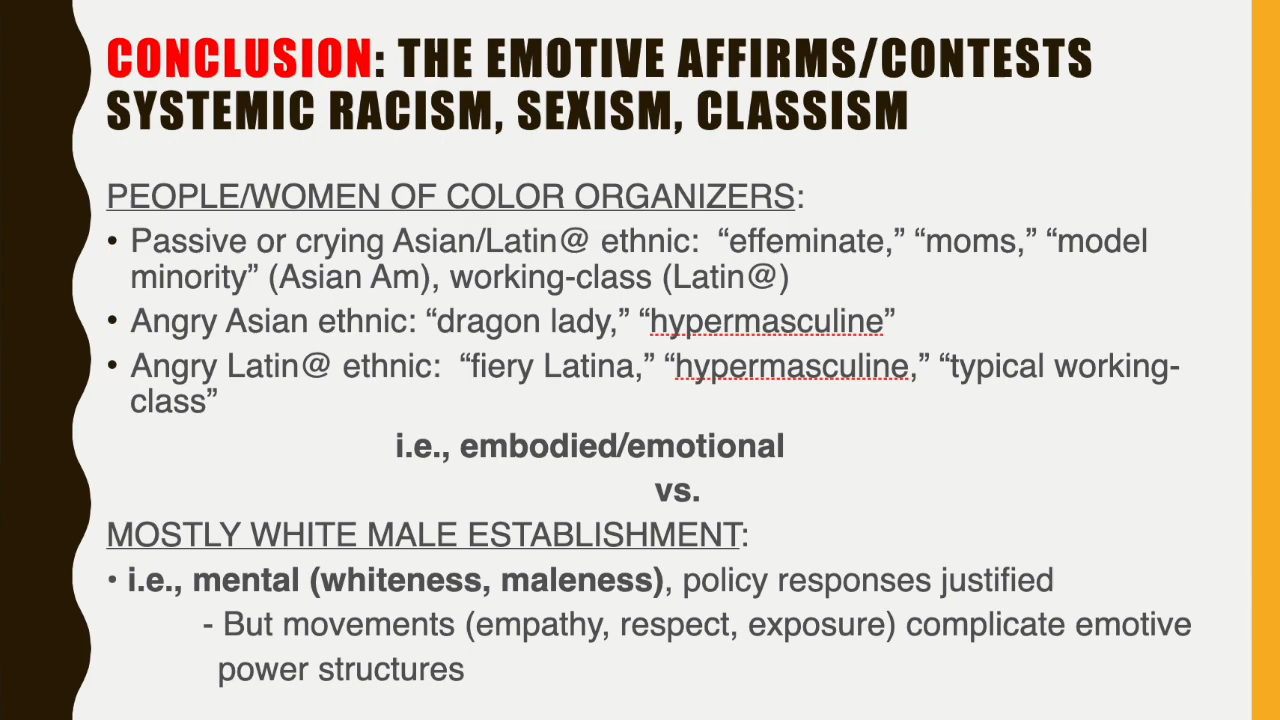 CONCLUSION: THE EMOTIVE AFFIRMS/CONTESTS
SYSTEMIC RACISM, SEXISM, CLASSISM
PEOPLE/WOMEN OF COLOR ORGANIZERS:
• Passive or crying Asian/Latin@ ethnic:  “effeminate,” “moms,” “model
minority” (Asian Am), working-class (Latin@)
• Angry Asian ethnic: “dragon lady,” “hypermasculine”
• Angry Latin@ ethnic:  “fiery Latina,” “hypermasculine,” “typical working-
class”
i.e., embodied/emotional
vs.
MOSTLY WHITE MALE ESTABLISHMENT:
• i.e., mental (whiteness, maleness), policy responses justified
- But movements (empathy, respect, exposure) complicate emotive
power structures